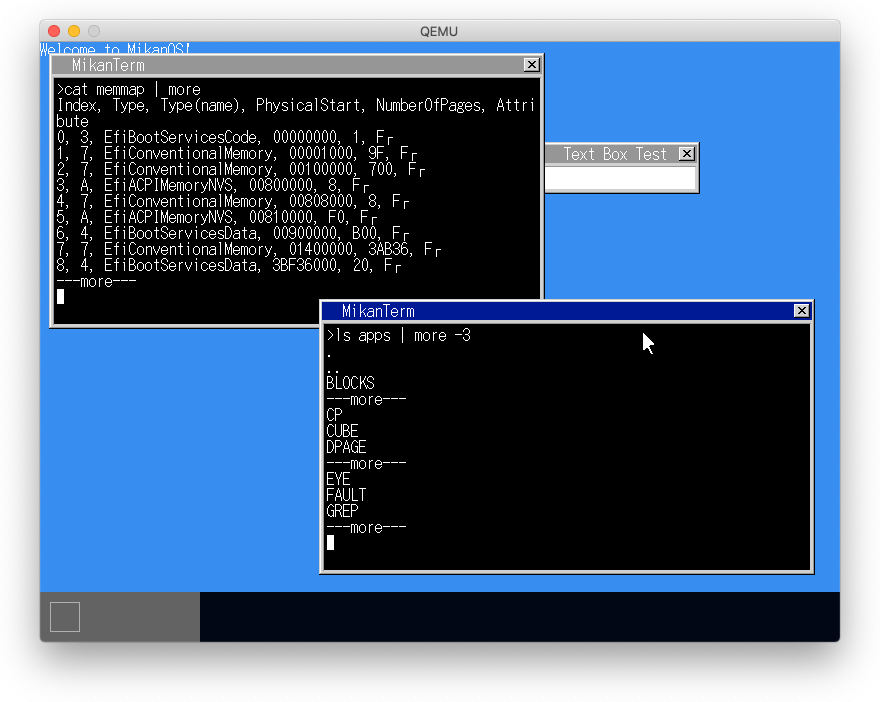 QEMU
Welcome to MikanOS!
MikanTerm
>cat memmap | more
Index, Type, Type(name), PhysicalStart, NumberOfPages, Attri
bute
0, 3, EfiBootServicesCode, 00000000, 1, F
1, 7, EfiConventionalMemory, 00001000, 9F, F
2, 7, EfiConventionalMemory, 00100000, 700, F
3, A, EfiACPIMemoryNVS, 00800000, 8, F
4, 7, EfiConventionalMemory, 00808000, 8, F
5, A, EfiACPIMemoryNVS, 00810000, F0, F
6, 4, EfiBootServicesData, 00900000, B00, F
7, 7, EfiConventionalMemory, 01400000, 3AB36, F
8, 4, EfiBootServicesData, 3BF36000, 20, F
---more---
Text Box Test
MikanTerm
>ls apps | more -3
.
..
BLOCKS
---more---
CP
CUBE
DPAGE
---more---
EYE
FAULT
GREP
---more---